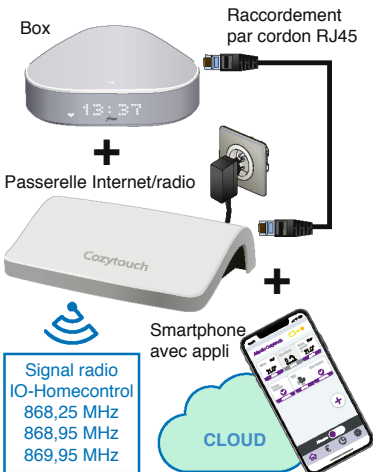 Box
Raccordement
par cordon RJ45
13:37
free
Passerelle Internet/radio
Cozytouch
Smartphone
avec appli
Signal radio
IO-Homecontrol
868,25 MHz
868,95 MHz
869,95 MHz
CLOUD